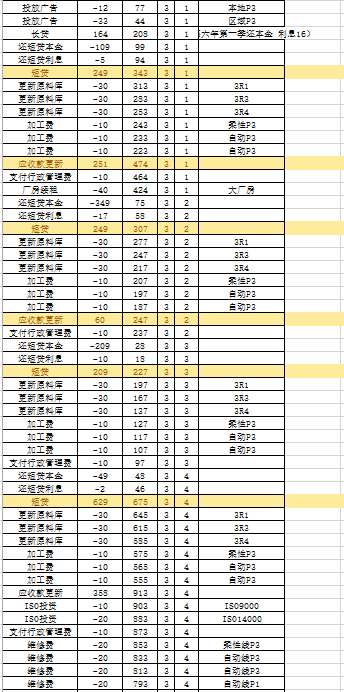 投放广告 -12 77 3 1 本地P3
投放广告 -33 44 3 1 区域P3
长贷 164 208 3 1 六年第一季还本金 利息16）
还短贷本金 -109 99 3 1
还短贷利息 -5 94 3 1
短贷 249 343 3 1
更新原料库 -30 313 3 1 3R1
更新原料库 -30 283 3 1 3R3
更新原料库 -30 253 3 1 3R4
加工费 -10 243 3 1 柔性P3
加工费 -10 233 3 1 自动P3
加工费 -10 223 3 1 自动P3
应收款更新 251 474 3 1
支付行政管理费 -10 464 3 1
厂房续租 -40 424 3 1 大厂房
还短贷本金 -349 75 3 2
还短贷利息 -17 58 3 2
短贷 249 307 3 2
更新原料库 -30 277 3 2 3R1
更新原料库 -30 247 3 2 3R3
更新原料库 -30 217 3 2 3R4
加工费 -10 207 3 2 柔性P3
加工费 -10 197 3 2 自动P3
加工费 -10 187 3 2 自动P3
应收款更新 60 247 3 2
支付行政管理费 -10 237 3 2
还短贷本金 -209 28 3 3
还短贷利息 -10 18 3 3
短贷 209 227 3 3
更新原料库 -30 197 3 3 3R1
更新原料库 -30 167 3 3 3R3
更新原料库 -30 137 3 3 3R4
加工费 -10 127 3 3 柔性P3
加工费 -10 117 3 3 自动P3
加工费 -10 107 3 3 自动P3
支付行政管理费 -10 97 3 3
还短贷本金 -49 48 3 4
还短贷利息 -2 46 3 4
短贷 629 675 3 4
更新原料库 -30 645 3 4 3R1
更新原料库 -30 615 3 4 3R3
更新原料库 -30 585 3 4 3R4
加工费 -10 575 3 4 柔性P3
加工费 -10 565 3 4 自动P3
加工费 -10 555 3 4 自动P3
应收款更新 358 913 3 4
ISO投资 -10 903 3 4 ISO9000
ISO投资 -20 883 3 4 ISO14000
支付行政管理费 -10 873 3 4
维修费 -20 853 3 4 柔性线P3
维修费 -20 833 3 4 自动线P3
维修费 -20 813 3 4 自动线P3
维修费 -20 793 3 4 自动线P1